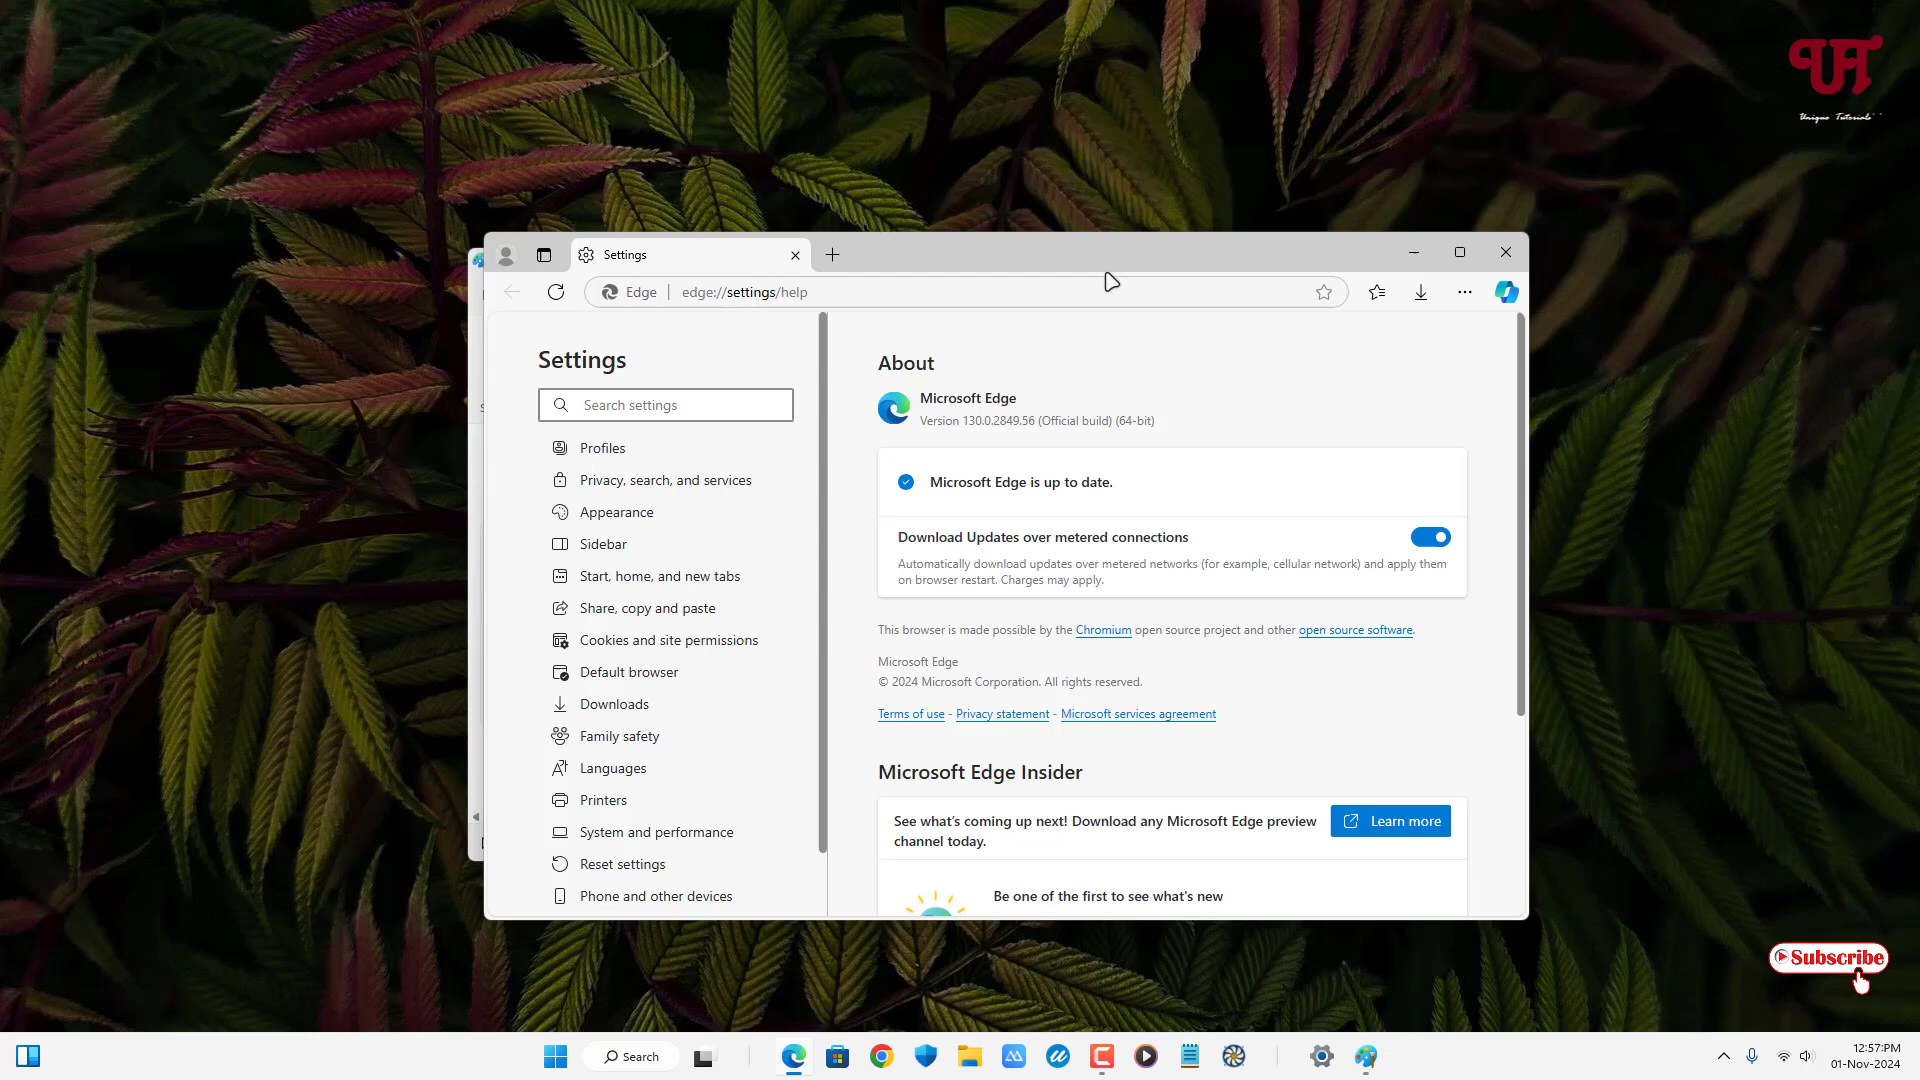 UT
Unique Tutorials
Settings
Edge
edge://settings/help
Settings
Search settings
Profiles
Privacy, search, and services
Appearance
Sidebar
Start, home, and new tabs
Share, copy and paste
Cookies and site permissions
Default browser
Downloads
Family safety
Languages
Printers
System and performance
Reset settings
Phone and other devices
About
Microsoft Edge
Version 130.0.2849.56 (Official build) (64-bit)
Microsoft Edge is up to date.
Download Updates over metered connections
Automatically download updates over metered networks (for example, cellular network) and apply them
on browser restart. Charges may apply.
This browser is made possible by the Chromium open source project and other open source software.
Microsoft Edge
© 2024 Microsoft Corporation. All rights reserved.
Terms of use - Privacy statement - Microsoft services agreement
Microsoft Edge Insider
See what's coming up next! Download any Microsoft Edge preview
channel today.
Learn more
Be one of the first to see what's new
Subscribe
Search
12:57:PM
01-Nov-2024